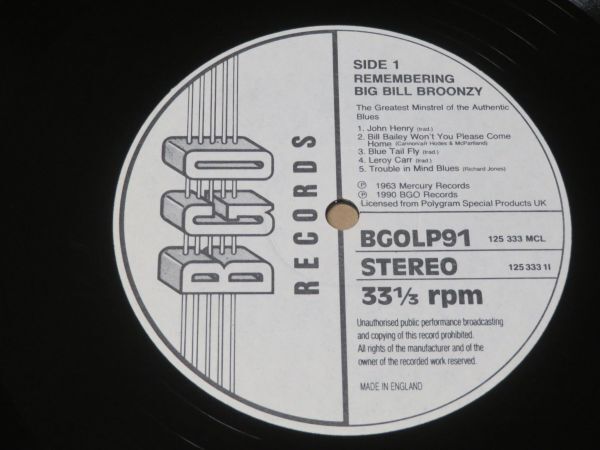 BGO
RECORDS
SIDE 1
REMEMBERING
BIG BILL BROONZY
The Greatest Minstrel of the Authentic
Blues
1. John Henry (trad.)
2. Bill Bailey Won't You Please Come
Home (Cannon/arr Hodes & McPartland)
3. Blue Tail Fly (trad.)
4. Leroy Carr (trad.)
5. Trouble in Mind Blues (Richard Jones)
℗ 1963 Mercury Records
℗ 1990 BGO Records
Licensed from Polygram Special Products UK
BGOLP91 125 333 MCL
STEREO 125 333 1I
33⅓ rpm
Unauthorised public performance broadcasting
and copying of this record prohibited.
All rights of the manufacturer and of the
owner of the recorded work reserved.
MADE IN ENGLAND